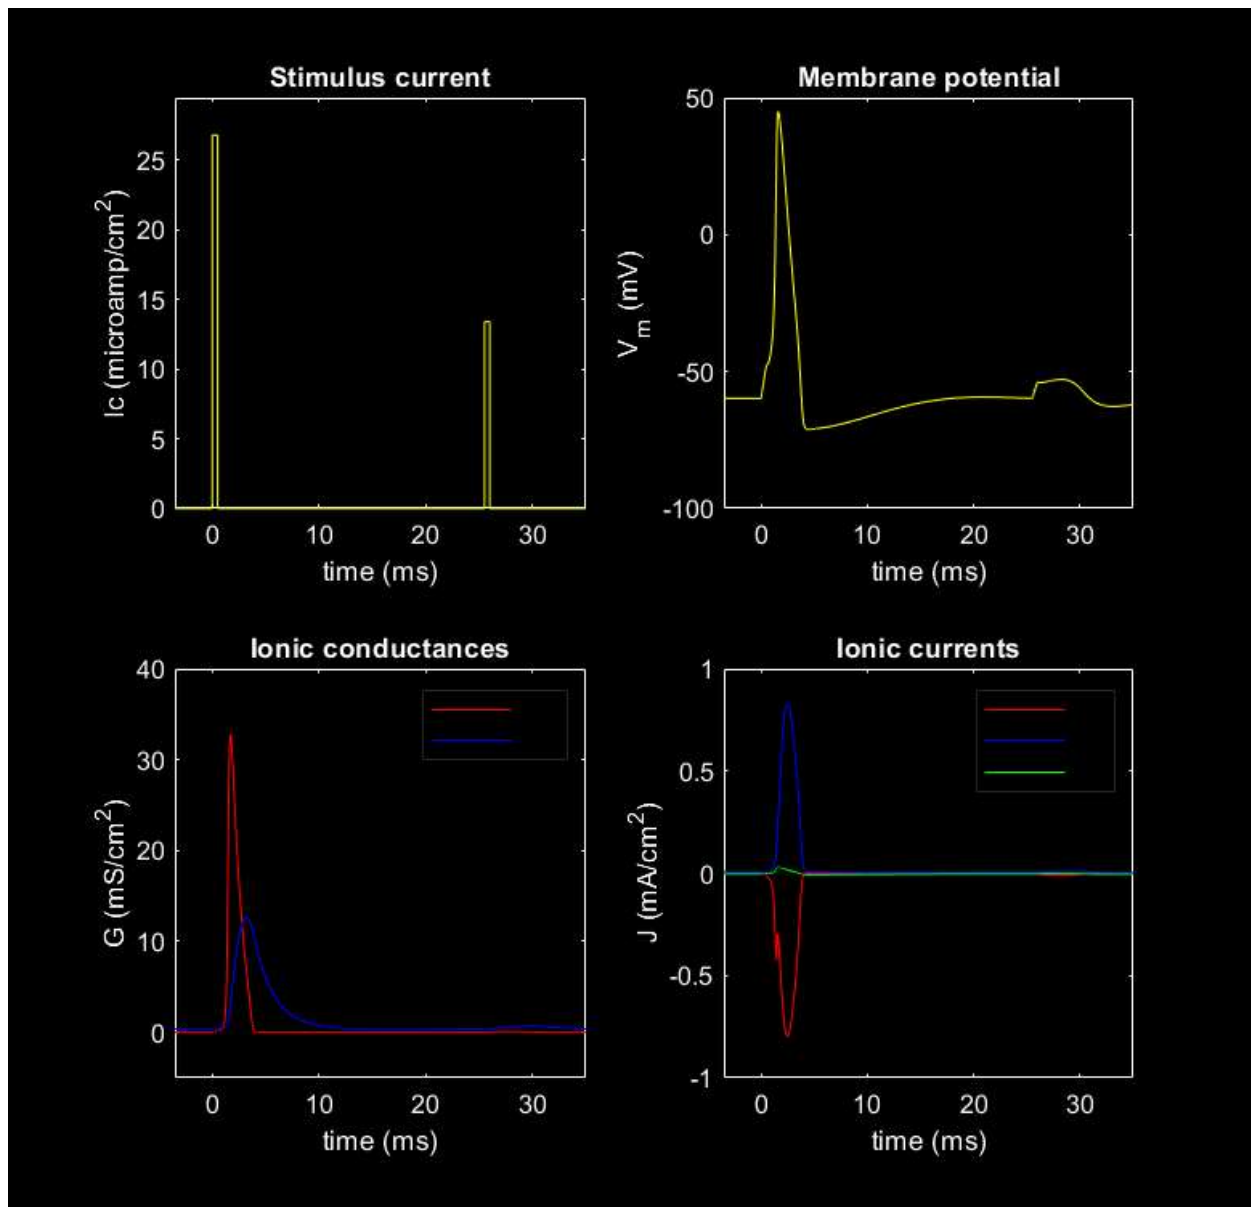 Stimulus current
25
20
15
10
5
0
Ic (microamp/cm²)
0 10 20 30
time (ms)
Membrane potential
50
0
-50
-100
Vₘ (mV)
0 10 20 30
time (ms)
Ionic conductances
40
30
20
10
0
G (mS/cm²)
0 10 20 30
time (ms)
Ionic currents
1
0.5
0
-0.5
-1
J (mA/cm²)
0 10 20 30
time (ms)